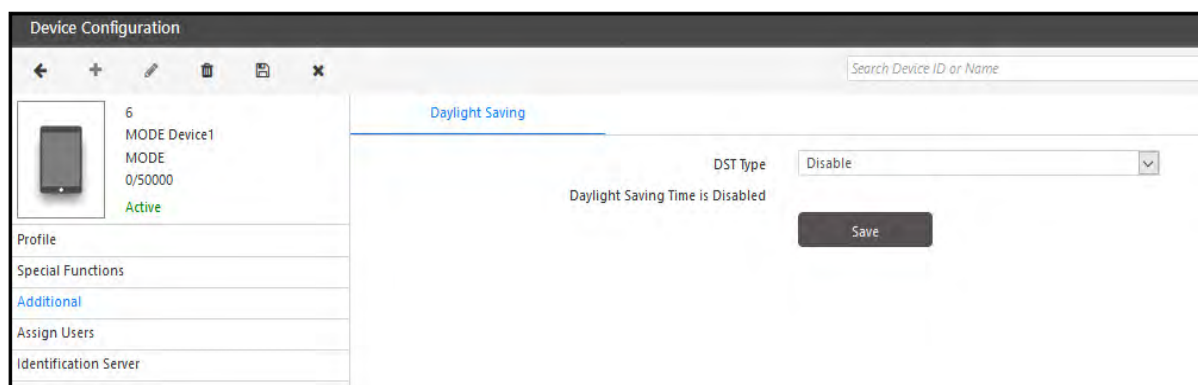 Device Configuration
Search Device ID or Name
6
MODE Device1
MODE
0/50000
Active
Profile
Special Functions
Additional
Assign Users
Identification Server
Daylight Saving
DST Type
Disable
Daylight Saving Time is Disabled
Save